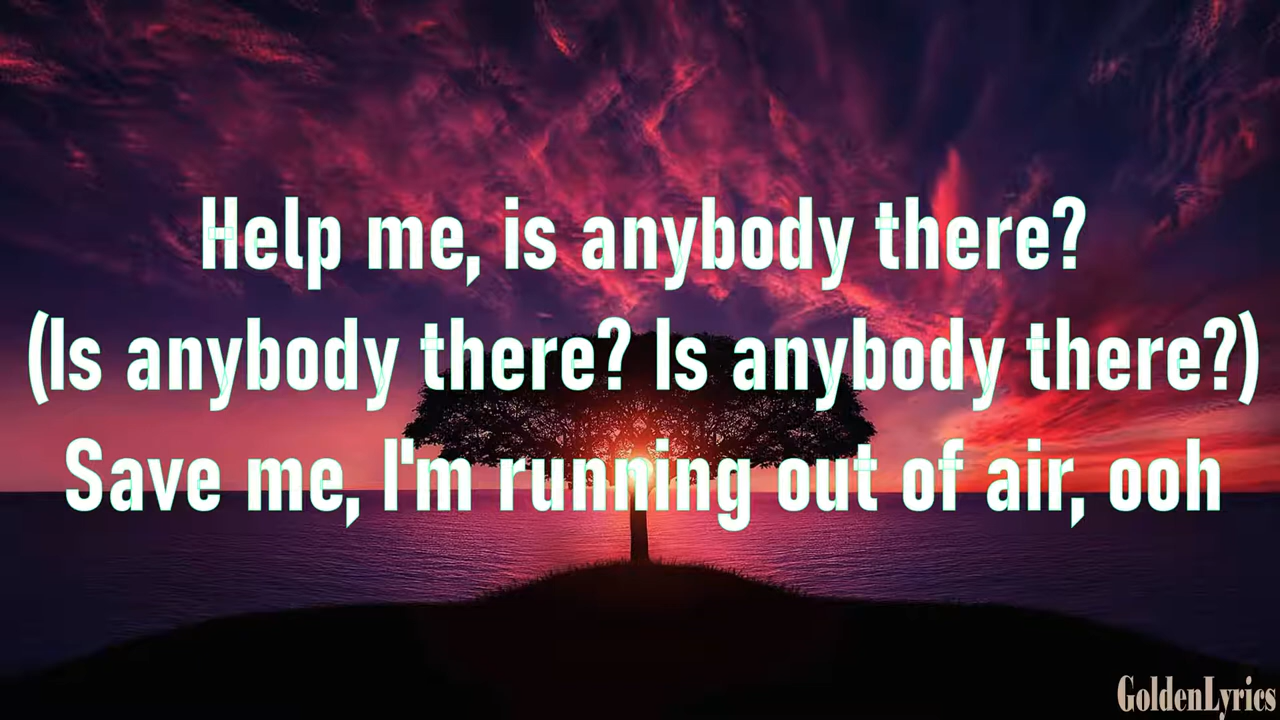 Help me, is anybody there?
(Is anybody there? Is anybody there?)
Save me, I'm running out of air, ooh
GoldenLyrics